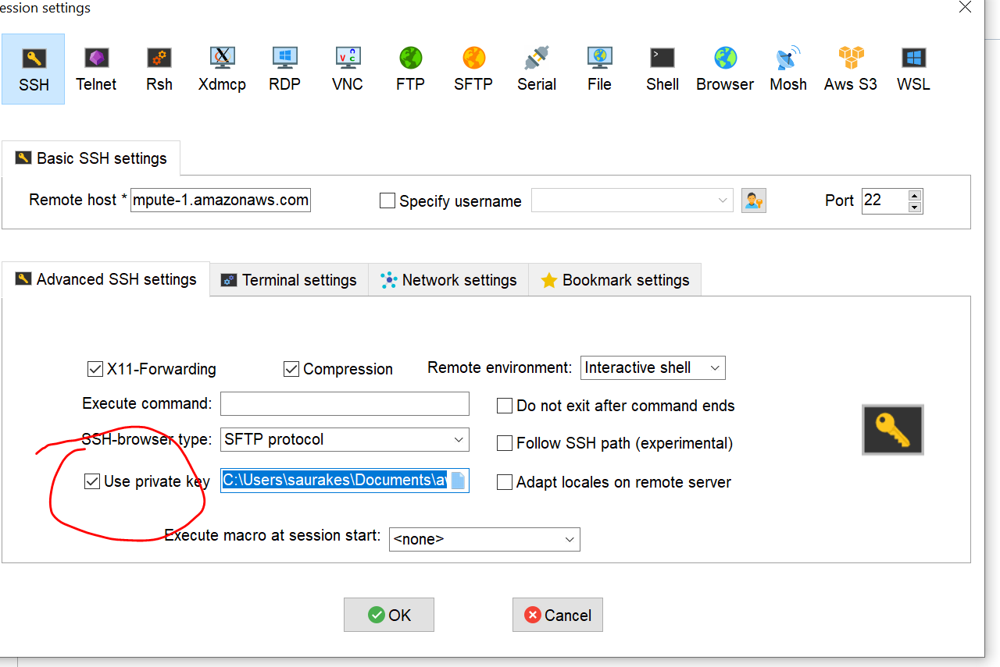 ession settings
SSH Telnet Rsh Xdmcp RDP VNC FTP SFTP Serial File Shell Browser Mosh Aws S3 WSL
Basic SSH settings
Remote host * mpute-1.amazonaws.com Specify username Port 22
Advanced SSH settings Terminal settings Network settings Bookmark settings
X11-Forwarding Compression Remote environment: Interactive shell
Execute command: Do not exit after command ends
SSH-browser type: SFTP protocol Follow SSH path (experimental)
Use private key C:\Users\saurakes\Documents\a Adapt locales on remote server
Execute macro at session start: <none>
OK Cancel